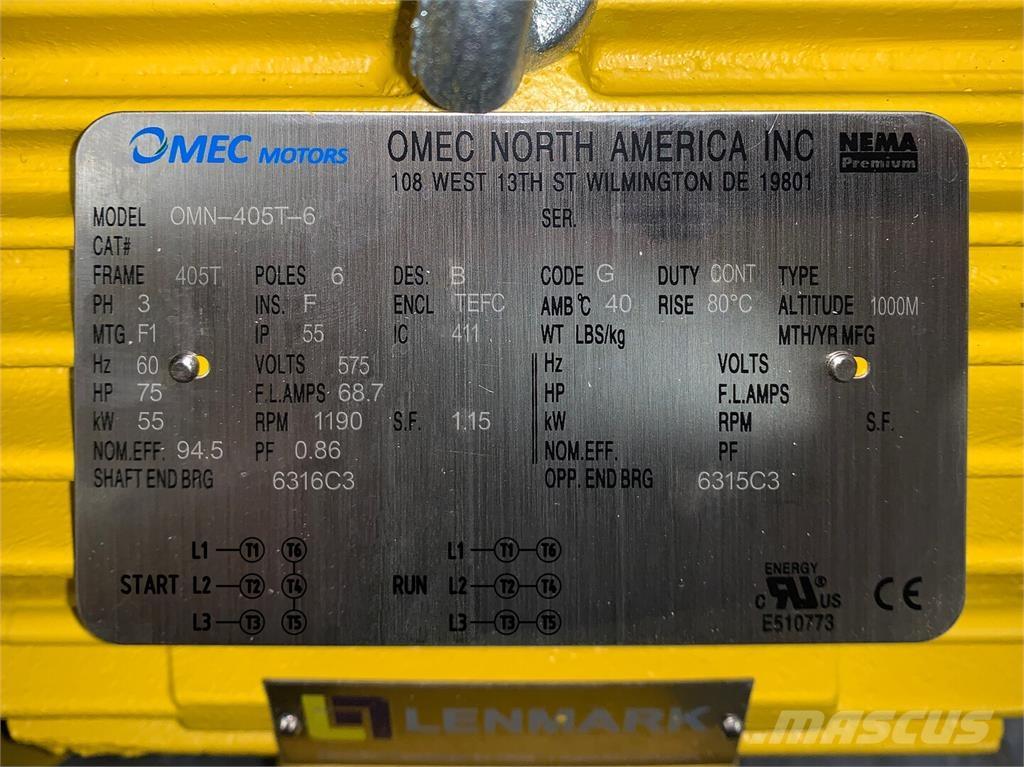 OMEC MOTORS OMEC NORTH AMERICA INC NEMA Premium
108 WEST 13TH ST WILMINGTON DE 19801
MODEL OMN-405T-6 SER.
CAT#
FRAME 405T POLES 6 DES. B CODE G DUTY CONT TYPE
PH 3 INS. F ENCL TEFC AMB℃ 40 RISE 80°C ALTITUDE 1000M
MTG. F1 IP 55 IC 411 WT LBS/kg MTH/YR MFG
Hz 60 VOLTS 575 Hz VOLTS
HP 75 F.L.AMPS 68.7 HP F.L.AMPS
kW 55 RPM 1190 S.F. 1.15 kW RPM S.F.
NOM.EFF 94.5 PF 0.86 NOM.EFF. PF
SHAFT END BRG 6316C3 OPP. END BRG 6315C3
L1 T1 T6 L1 T1 T6
START L2 T2 T4 RUN L2 T2 T4
L3 T3 T5 L3 T3 T5
ENERGY
C UR ® US CE
E510773
LENMARK
MASCUS